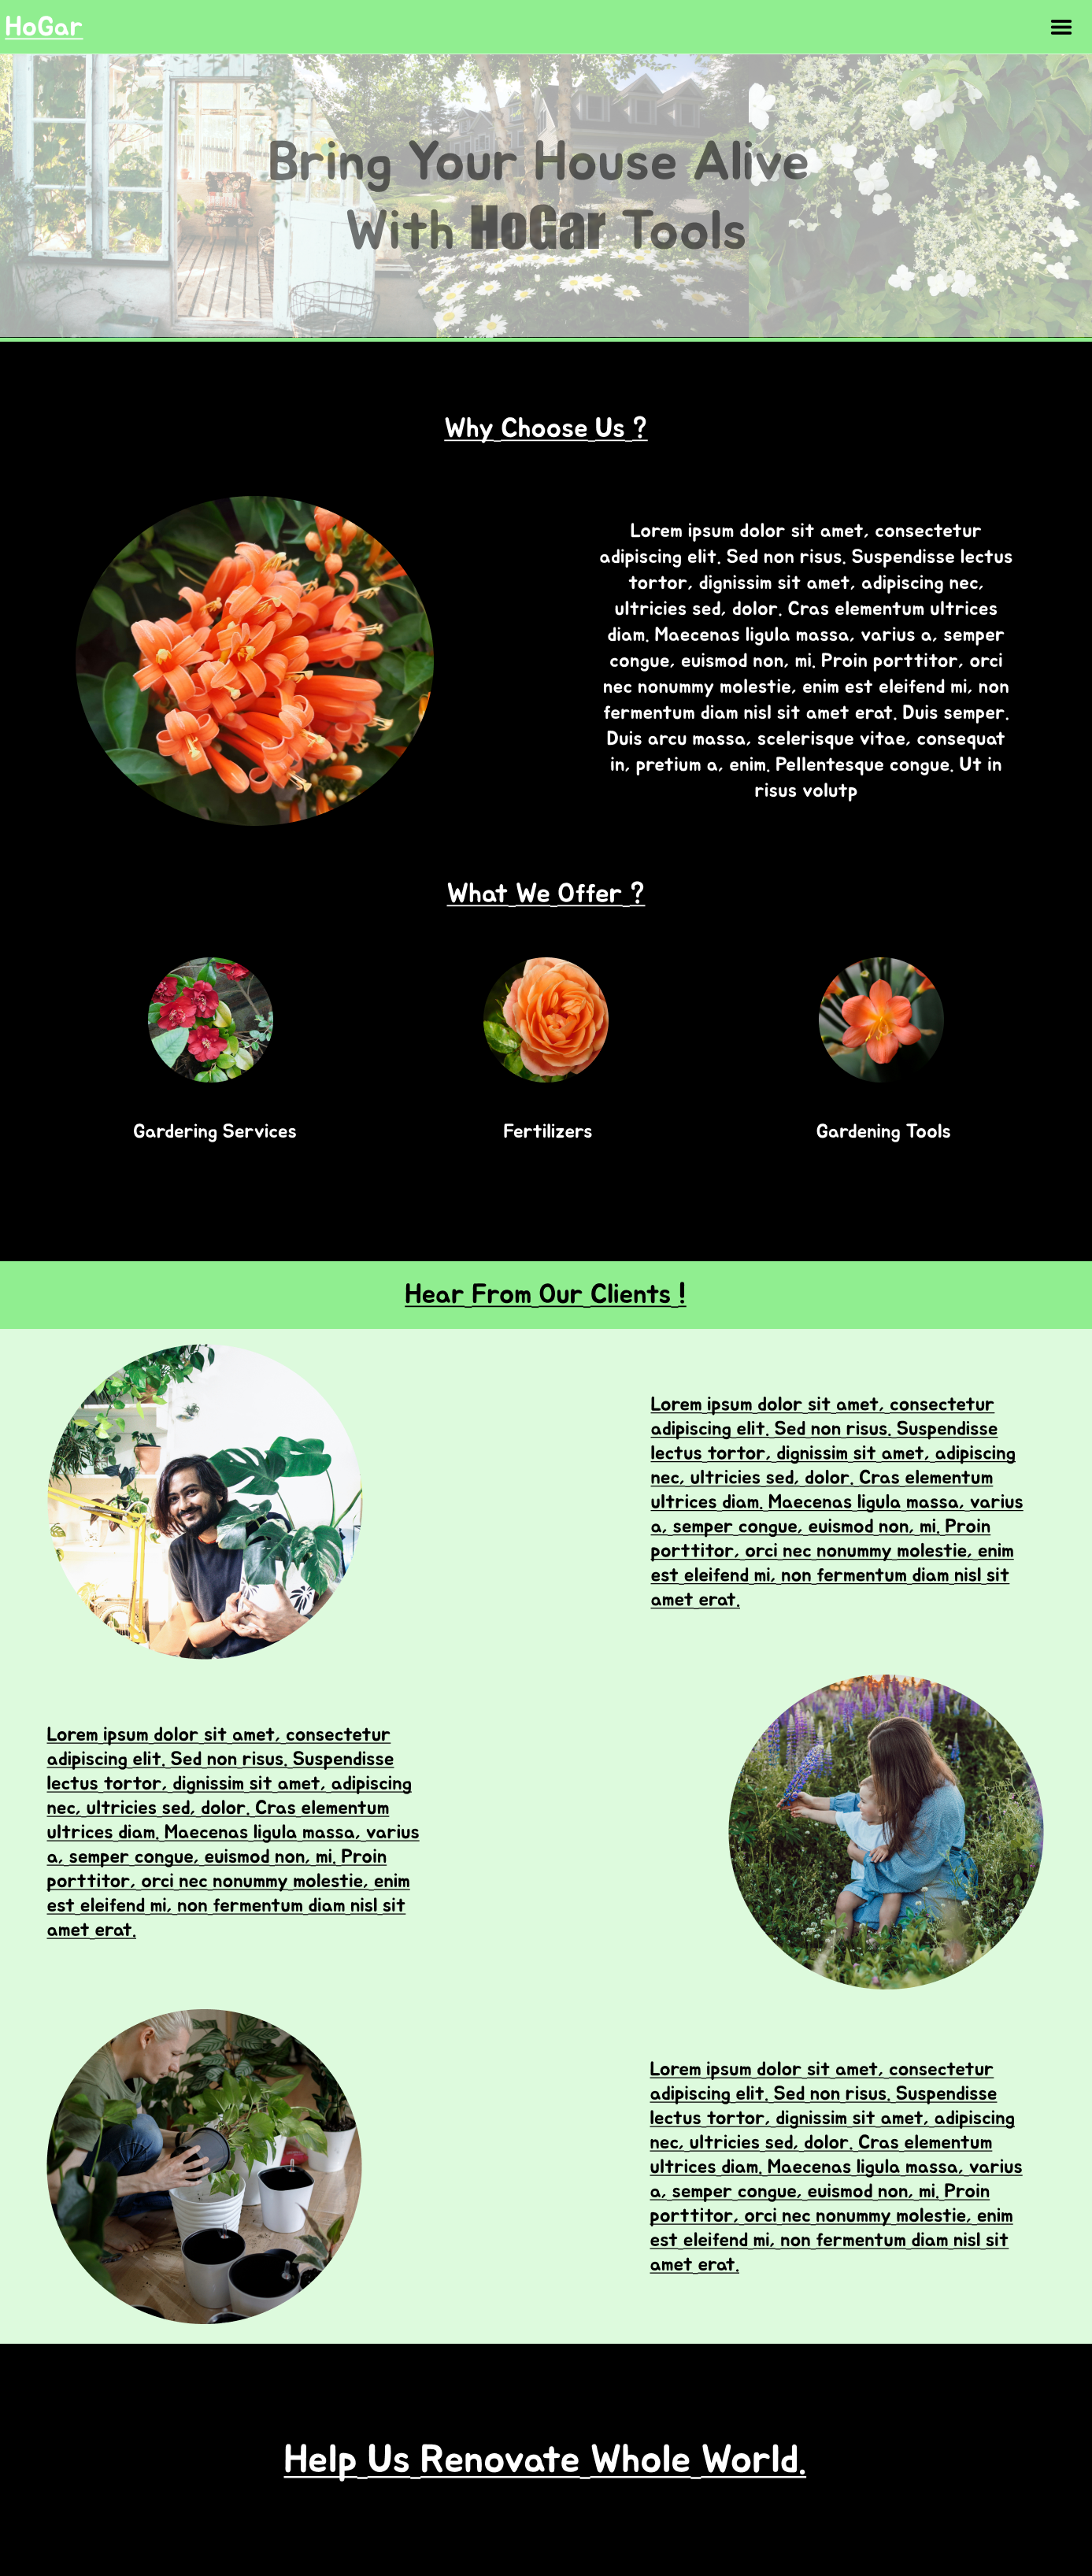 HoGar
Bring Your House Alive
With HoGar Tools
Why Choose Us ?
Lorem ipsum dolor sit amet, consectetur
adipiscing elit. Sed non risus. Suspendisse lectus
tortor, dignissim sit amet, adipiscing nec,
ultricies sed, dolor. Cras elementum ultrices
diam. Maecenas ligula massa, varius a, semper
congue, euismod non, mi. Proin porttitor, orci
nec nonummy molestie, enim est eleifend mi, non
fermentum diam nisl sit amet erat. Duis semper.
Duis arcu massa, scelerisque vitae, consequat
in, pretium a, enim. Pellentesque congue. Ut in
risus volutp
What We Offer ?
Gardering Services
Fertilizers
Gardening Tools
Hear From Our Clients !
Lorem ipsum dolor sit amet, consectetur
adipiscing elit. Sed non risus. Suspendisse
lectus tortor, dignissim sit amet, adipiscing
nec, ultricies sed, dolor. Cras elementum
ultrices diam. Maecenas ligula massa, varius
a, semper congue, euismod non, mi. Proin
porttitor, orci nec nonummy molestie, enim
est eleifend mi, non fermentum diam nisl sit
amet erat.
Lorem ipsum dolor sit amet, consectetur
adipiscing elit. Sed non risus. Suspendisse
lectus tortor, dignissim sit amet, adipiscing
nec, ultricies sed, dolor. Cras elementum
ultrices diam. Maecenas ligula massa, varius
a, semper congue, euismod non, mi. Proin
porttitor, orci nec nonummy molestie, enim
est eleifend mi, non fermentum diam nisl sit
amet erat.
Lorem ipsum dolor sit amet, consectetur
adipiscing elit. Sed non risus. Suspendisse
lectus tortor, dignissim sit amet, adipiscing
nec, ultricies sed, dolor. Cras elementum
ultrices diam. Maecenas ligula massa, varius
a, semper congue, euismod non, mi. Proin
porttitor, orci nec nonummy molestie, enim
est eleifend mi, non fermentum diam nisl sit
amet erat.
Help Us Renovate Whole World.